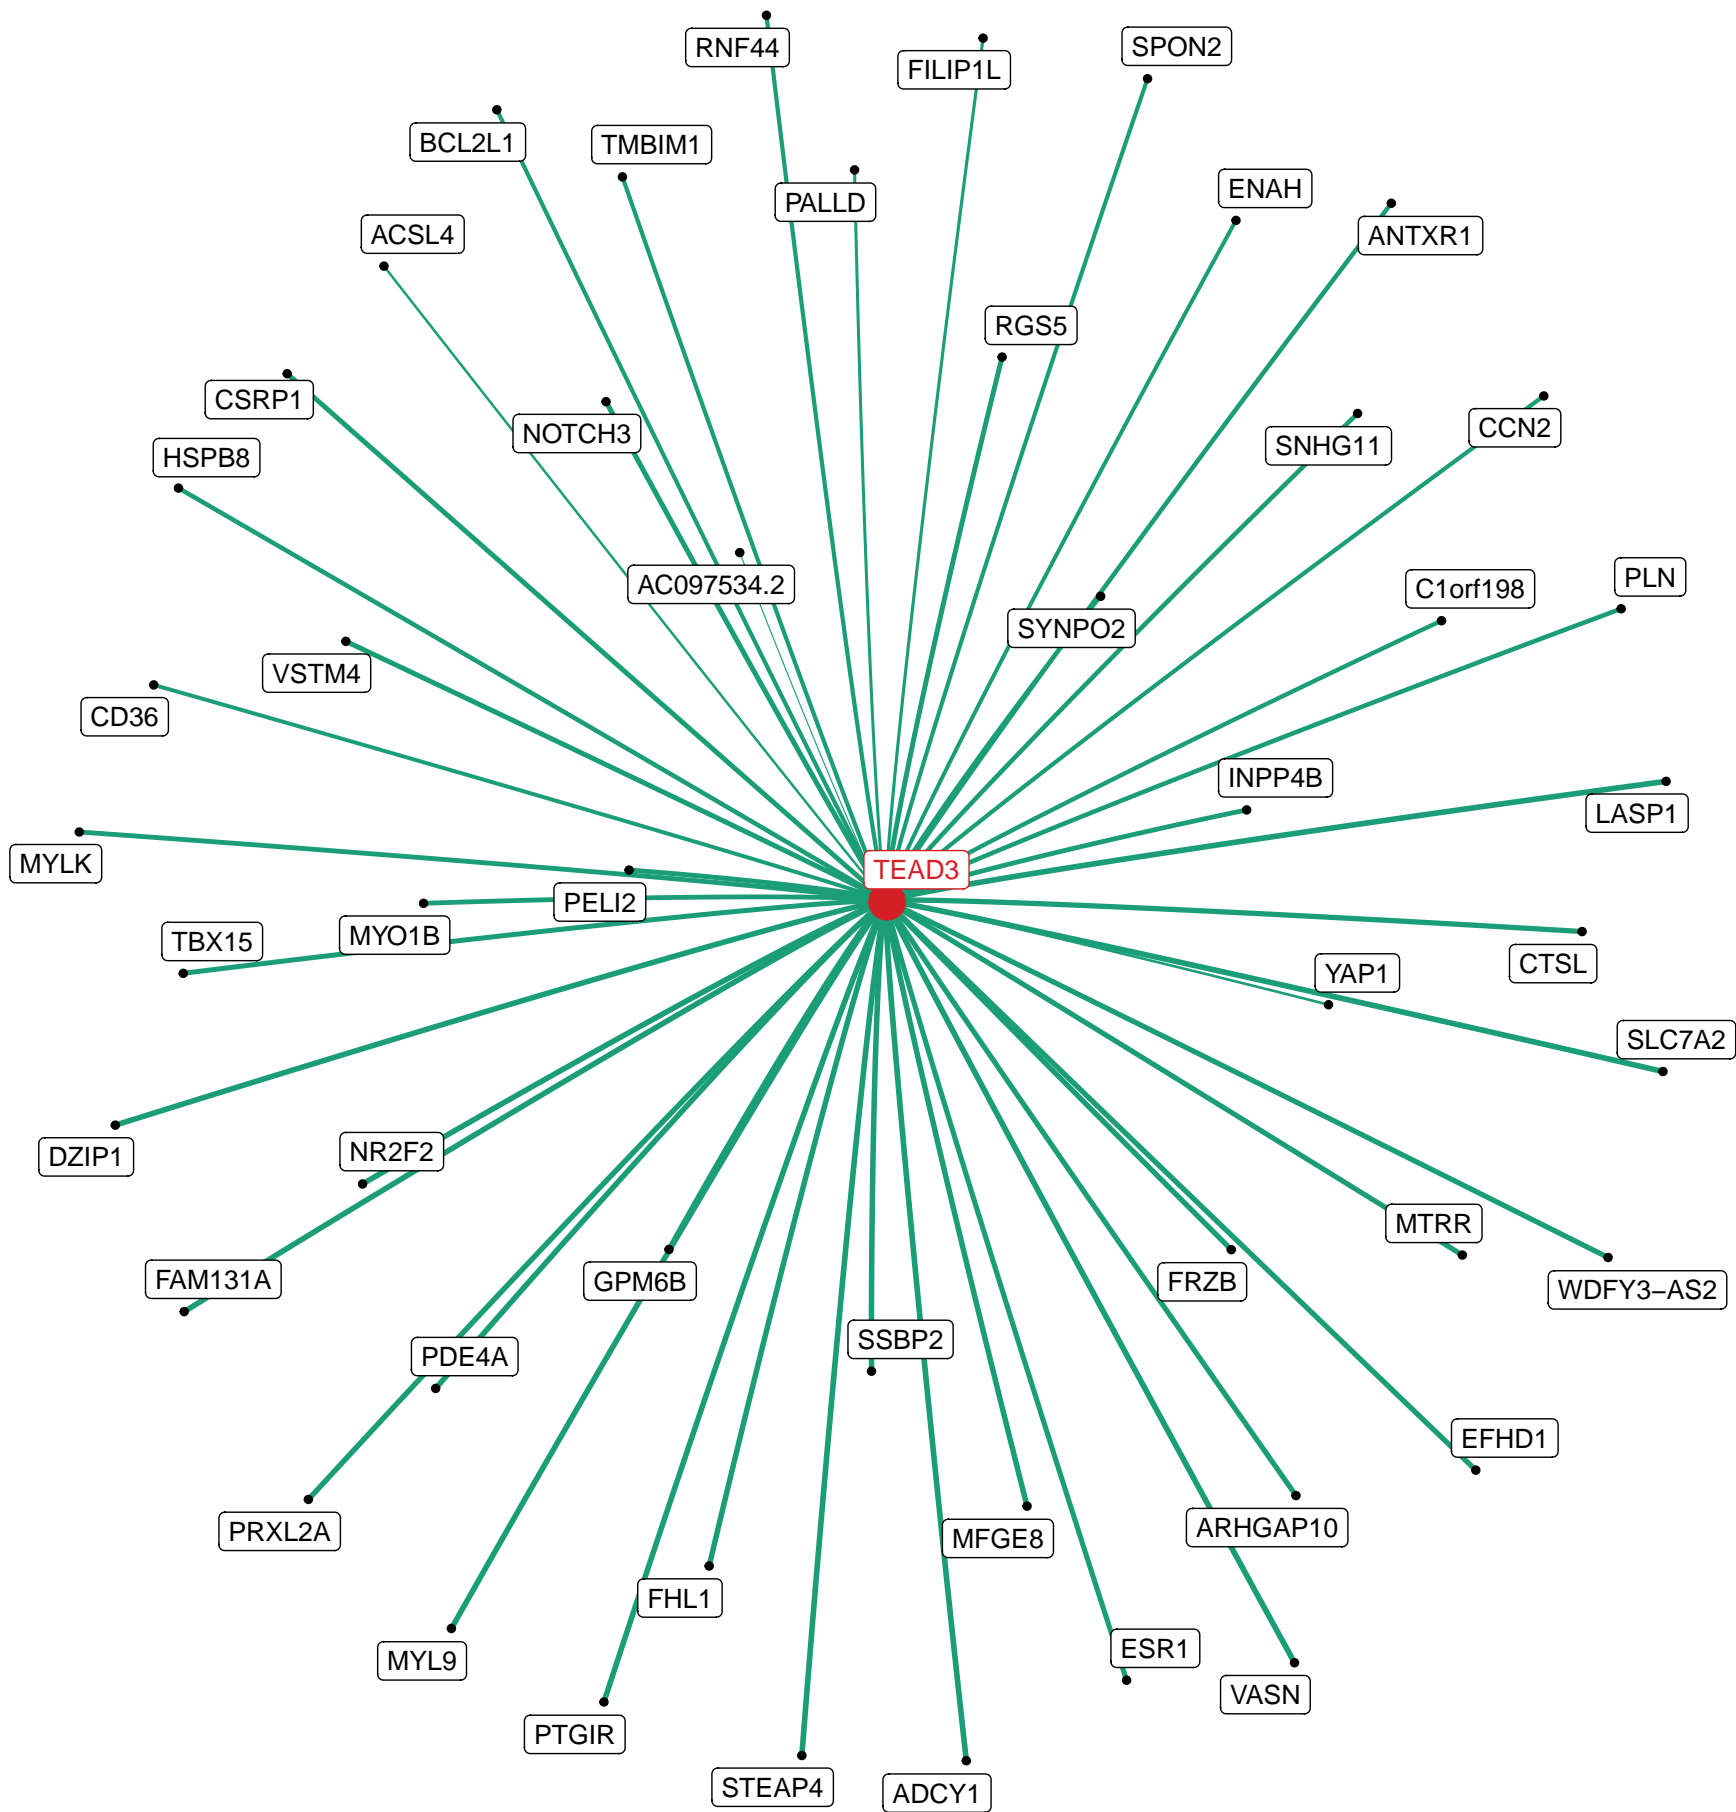 RNF44
SPON2
FILIP1L
BCL2L1
TMBIM1
ENAH
PALLD
ACSL4
ANTXR1
RGS5
CSRP1
NOTCH3
CCN2
SNHG11
HSPB8
AC097534.2
C1orf198
PLN
SYNPO2
VSTM4
CD36
INPP4B
LASP1
MYLK
TEAD3
PELI2
MYO1B
TBX15
CTSL
YAP1
SLC7A2
NR2F2
DZIP1
MTRR
FAM131A
GPM6B
FRZB
WDFY3–AS2
SSBP2
PDE4A
EFHD1
PRXL2A
ARHGAP10
MFGE8
FHL1
ESR1
MYL9
VASN
PTGIR
STEAP4
ADCY1